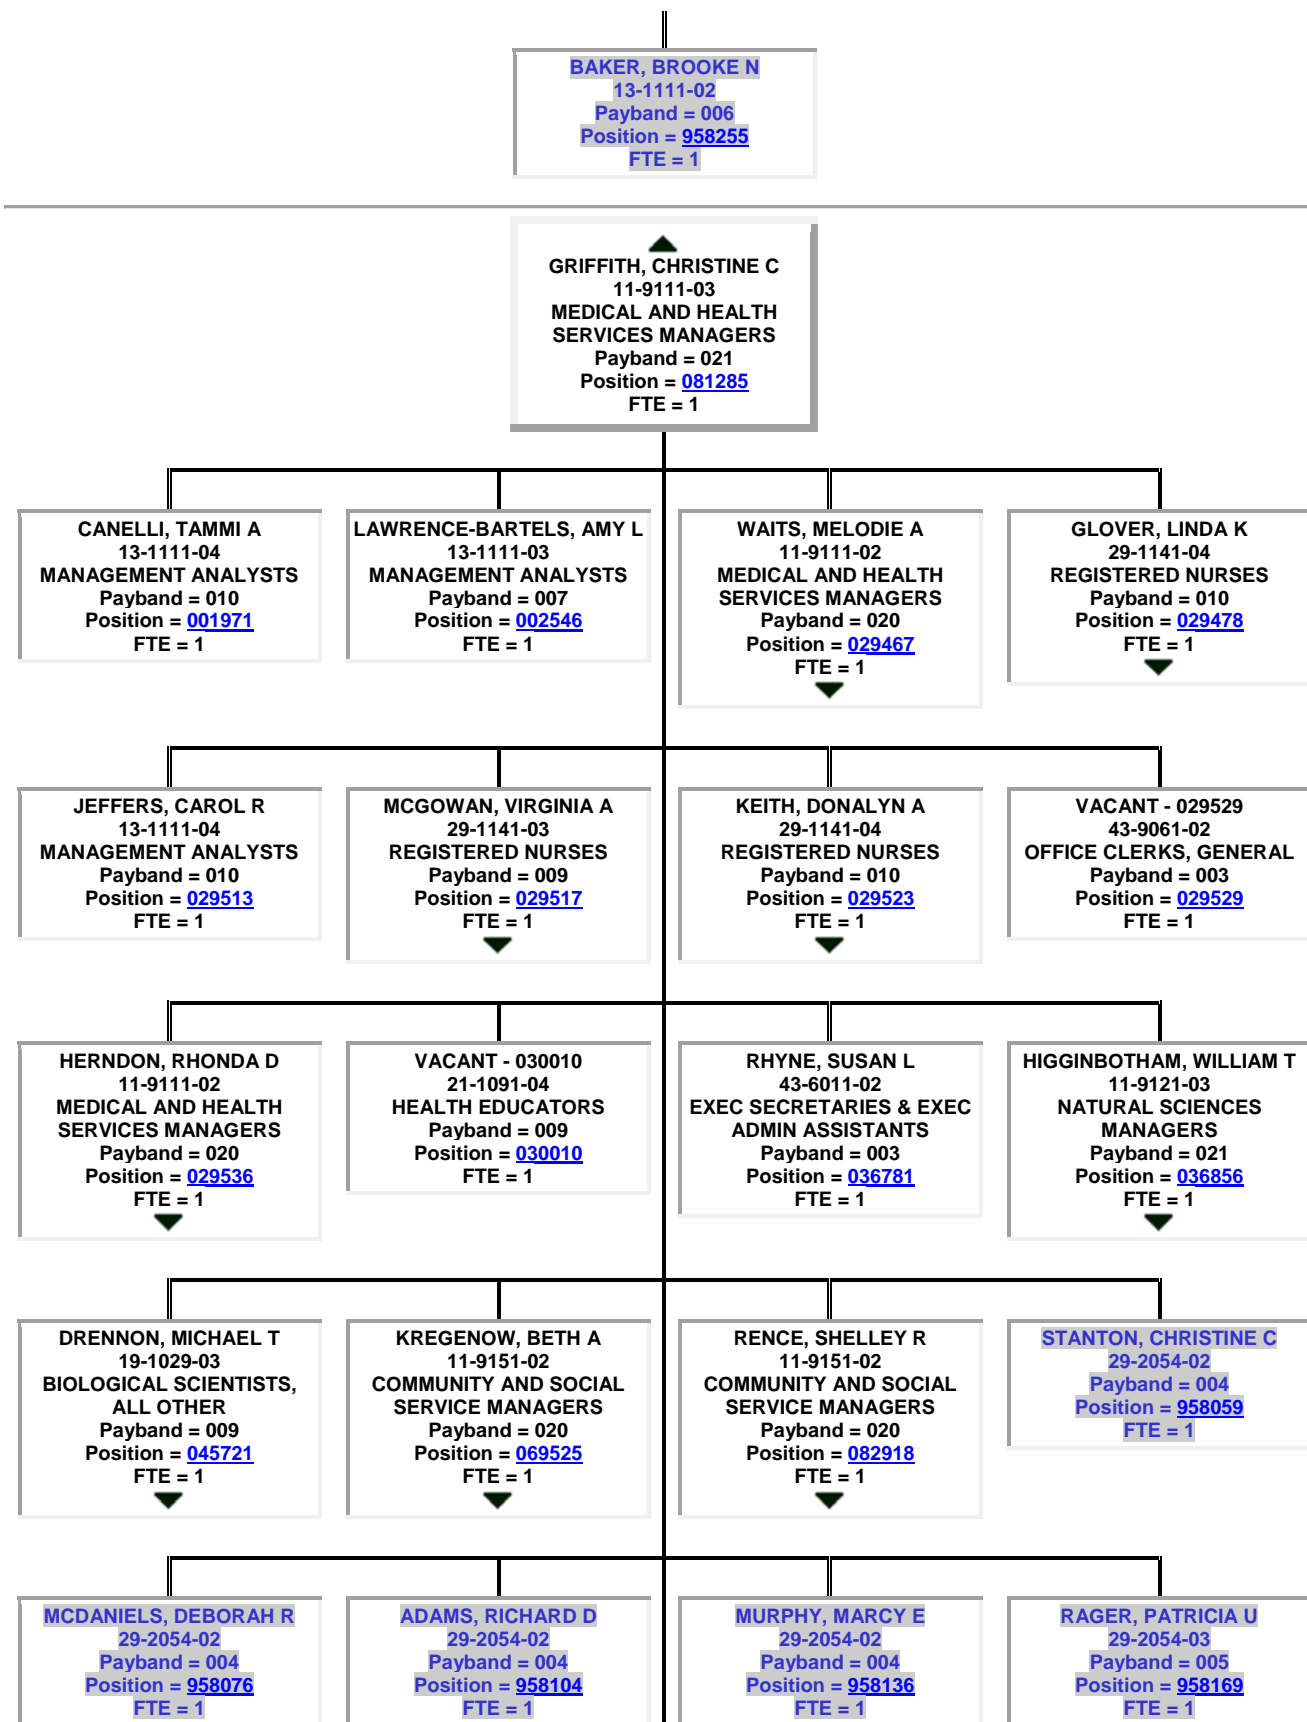 BAKER, BROOKE N
13-1111-02
Payband = 006
Position = 958255
FTE = 1
GRIFFITH, CHRISTINE C
11-9111-03
MEDICAL AND HEALTH
SERVICES MANAGERS
Payband = 021
Position = 081285
FTE = 1
CANELLI, TAMMI A
13-1111-04
MANAGEMENT ANALYSTS
Payband = 010
Position = 001971
FTE = 1
LAWRENCE-BARTELS, AMY L
13-1111-03
MANAGEMENT ANALYSTS
Payband = 007
Position = 002546
FTE = 1
WAITS, MELODIE A
11-9111-02
MEDICAL AND HEALTH
SERVICES MANAGERS
Payband = 020
Position = 029467
FTE = 1
GLOVER, LINDA K
29-1141-04
REGISTERED NURSES
Payband = 010
Position = 029478
FTE = 1
JEFFERS, CAROL R
13-1111-04
MANAGEMENT ANALYSTS
Payband = 010
Position = 029513
FTE = 1
MCGOWAN, VIRGINIA A
29-1141-03
REGISTERED NURSES
Payband = 009
Position = 029517
FTE = 1
KEITH, DONALYN A
29-1141-04
REGISTERED NURSES
Payband = 010
Position = 029523
FTE = 1
VACANT - 029529
43-9061-02
OFFICE CLERKS, GENERAL
Payband = 003
Position = 029529
FTE = 1
HERNDON, RHONDA D
11-9111-02
MEDICAL AND HEALTH
SERVICES MANAGERS
Payband = 020
Position = 029536
FTE = 1
VACANT - 030010
21-1091-04
HEALTH EDUCATORS
Payband = 009
Position = 030010
FTE = 1
RHYNE, SUSAN L
43-6011-02
EXEC SECRETARIES & EXEC
ADMIN ASSISTANTS
Payband = 003
Position = 036781
FTE = 1
HIGGINBOTHAM, WILLIAM T
11-9121-03
NATURAL SCIENCES
MANAGERS
Payband = 021
Position = 036856
FTE = 1
DRENNON, MICHAEL T
19-1029-03
BIOLOGICAL SCIENTISTS,
ALL OTHER
Payband = 009
Position = 045721
FTE = 1
KREGENOW, BETH A
11-9151-02
COMMUNITY AND SOCIAL
SERVICE MANAGERS
Payband = 020
Position = 069525
FTE = 1
RENCE, SHELLEY R
11-9151-02
COMMUNITY AND SOCIAL
SERVICE MANAGERS
Payband = 020
Position = 082918
FTE = 1
STANTON, CHRISTINE C
29-2054-02
Payband = 004
Position = 958059
FTE = 1
MCDANIELS, DEBORAH R
29-2054-02
Payband = 004
Position = 958076
FTE = 1
ADAMS, RICHARD D
29-2054-02
Payband = 004
Position = 958104
FTE = 1
MURPHY, MARCY E
29-2054-02
Payband = 004
Position = 958136
FTE = 1
RAGER, PATRICIA U
29-2054-03
Payband = 005
Position = 958169
FTE = 1